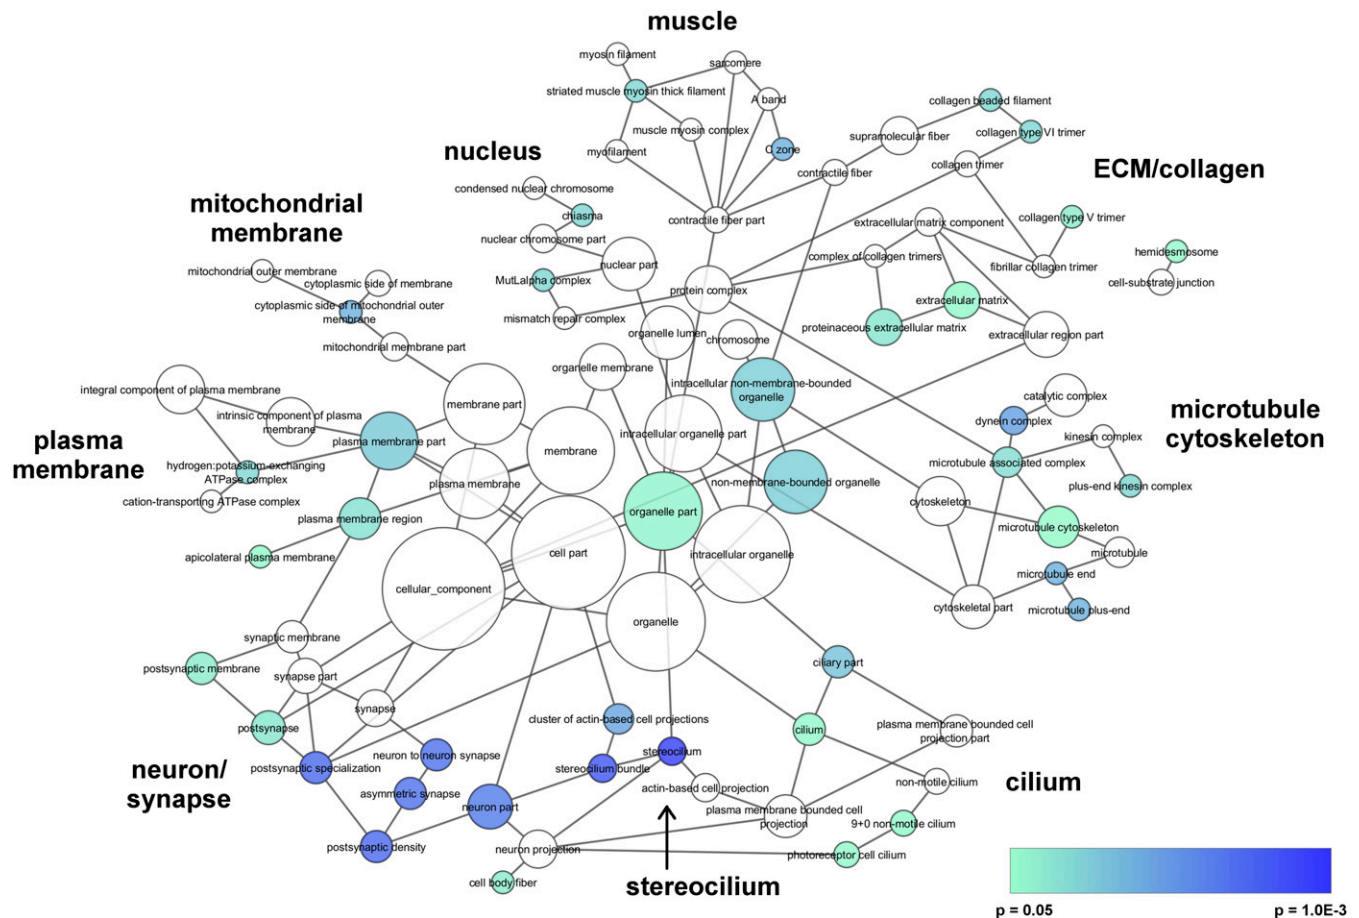 muscle
myosin filament
sarcomere
striated muscle myosin thick filament
A band
collagen beaded filament
muscle myosin complex
supramolecular fiber
collagen type VI trimer
nucleus
myofilament
C zone
contractile fiber
collagen trimer
ECM/collagen
condensed nuclear chromosome
mitochondrial
membrane
chiasma
contractile fiber part
extracellular matrix component
collagen type V trimer
nuclear chromosome part
hemidesmosome
mitochondrial outer membrane
cytoplasmic side of membrane
nuclear part
complex of collagen trimers
fibrillar collagen trimer
cell-substrate junction
MutLalpha complex
protein complex
cytoplasmic side of mitochondrial outer
membrane
mismatch repair complex
extracellular matrix
proteinaceous extracellular matrix
extracellular region part
mitochondrial membrane part
organelle lumen
chromosome
organelle membrane
intracellular non-membrane-bounded
organelle
integral component of plasma membrane
membrane part
catalytic complex
intrinsic component of plasma
membrane
dynein complex
microtubule
cytoskeleton
plasma
membrane
plasma membrane part
membrane
intracellular organelle part
kinesin complex
hydrogen:potassium-exchanging
ATPase complex
microtubule associated complex
plasma membrane
non-membrane-bounded organelle
plus-end kinesin complex
cation-transporting ATPase complex
cytoskeleton
plasma membrane region
organelle part
microtubule cytoskeleton
apicolateral plasma membrane
cell part
intracellular organelle
microtubule
microtubule end
cellular_component
cytoskeletal part
microtubule plus-end
organelle
synaptic membrane
postsynaptic membrane
synapse part
ciliary part
synapse
postsynapse
cluster of actin-based cell projections
cilium
plasma membrane bounded cell
projection part
neuron/
synapse
postsynaptic specialization
neuron to neuron synapse
stereocilium
stereocilium bundle
non-motile cilium
cilium
asymmetric synapse
actin-based cell projection
neuron part
plasma membrane bounded cell
projection
9+0 non-motile cilium
postsynaptic density
neuron projection
photoreceptor cell cilium
cell body fiber
stereocilium
p = 0.05
p = 1.0E-3